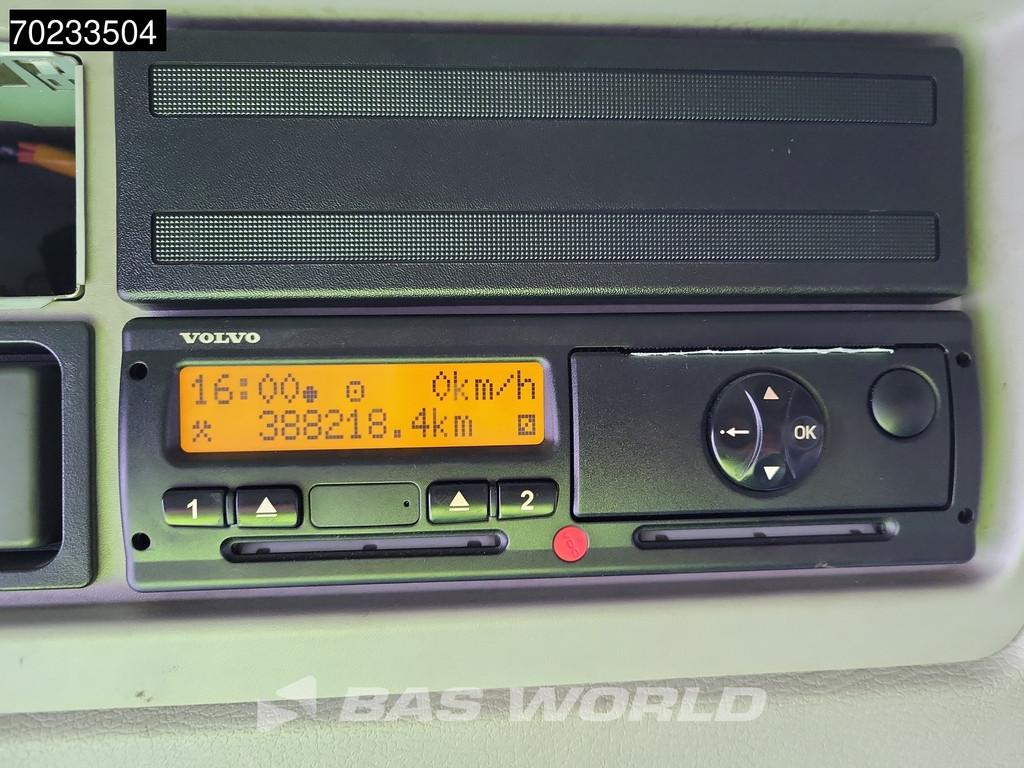 70233504
VOLVO
16:00 0km/h
388218.4km
1 2
OK
BAS WORLD